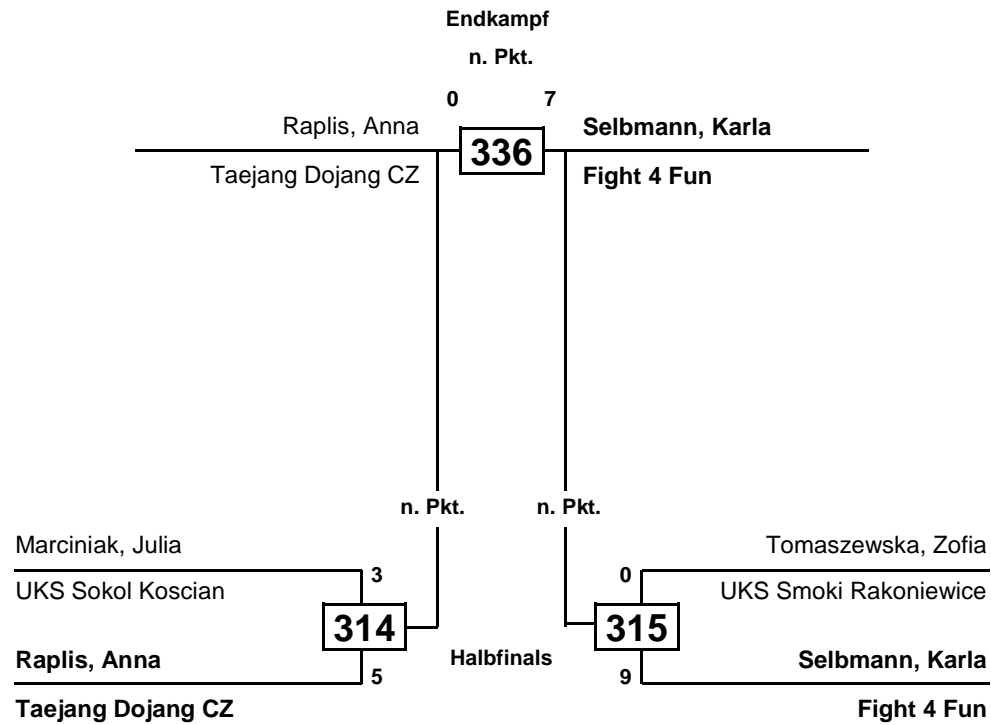 Endkampf
n. Pkt.
0 7
Raplis, Anna Selbmann, Karla
336
Taejang Dojang CZ Fight 4 Fun
n. Pkt. n. Pkt.
Marciniak, Julia Tomaszewska, Zofia
3 0
UKS Sokol Koscian UKS Smoki Rakoniewice
314 315
Raplis, Anna Halbfinals Selbmann, Karla
5 9
Taejang Dojang CZ Fight 4 Fun